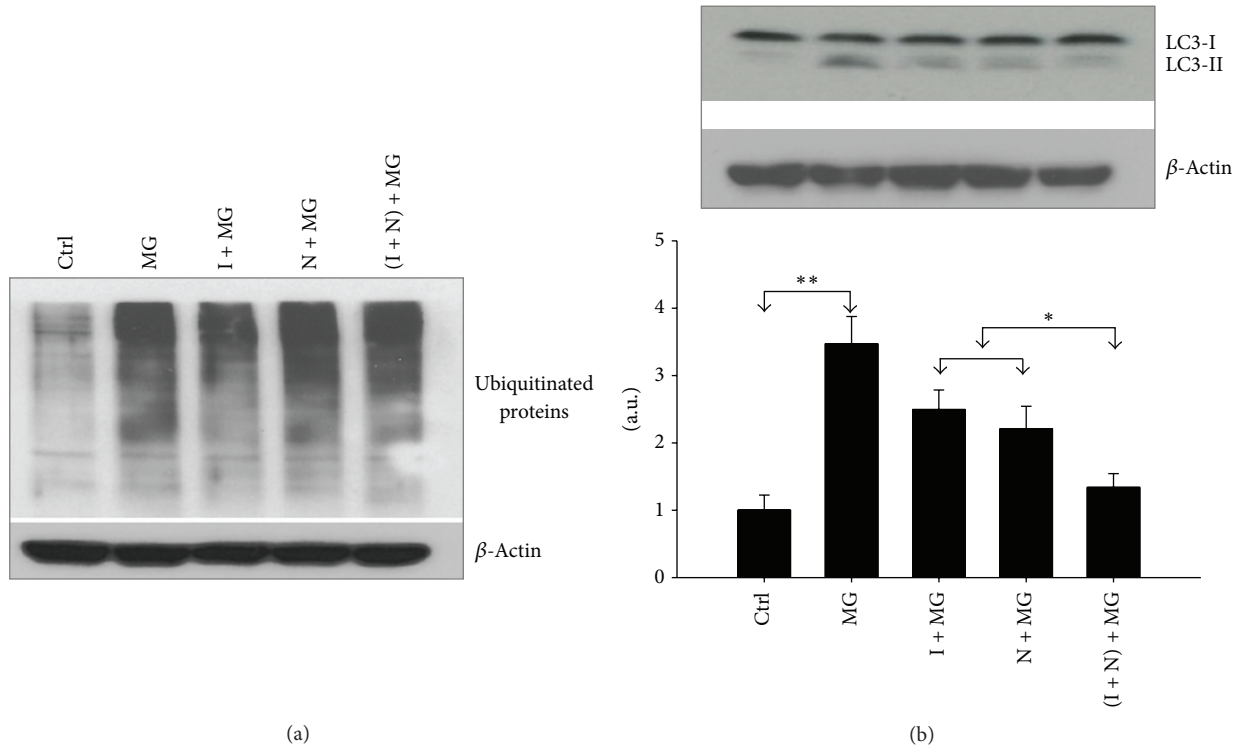 Ctrl
MG
I + MG
N + MG
(I + N) + MG
Ubiquitinated
proteins
β-Actin
(a)
LC3-I
LC3-II
β-Actin
5
4
3
2
1
0
(a.u.)
**
*
Ctrl
MG
I + MG
N + MG
(I + N) + MG
(b)